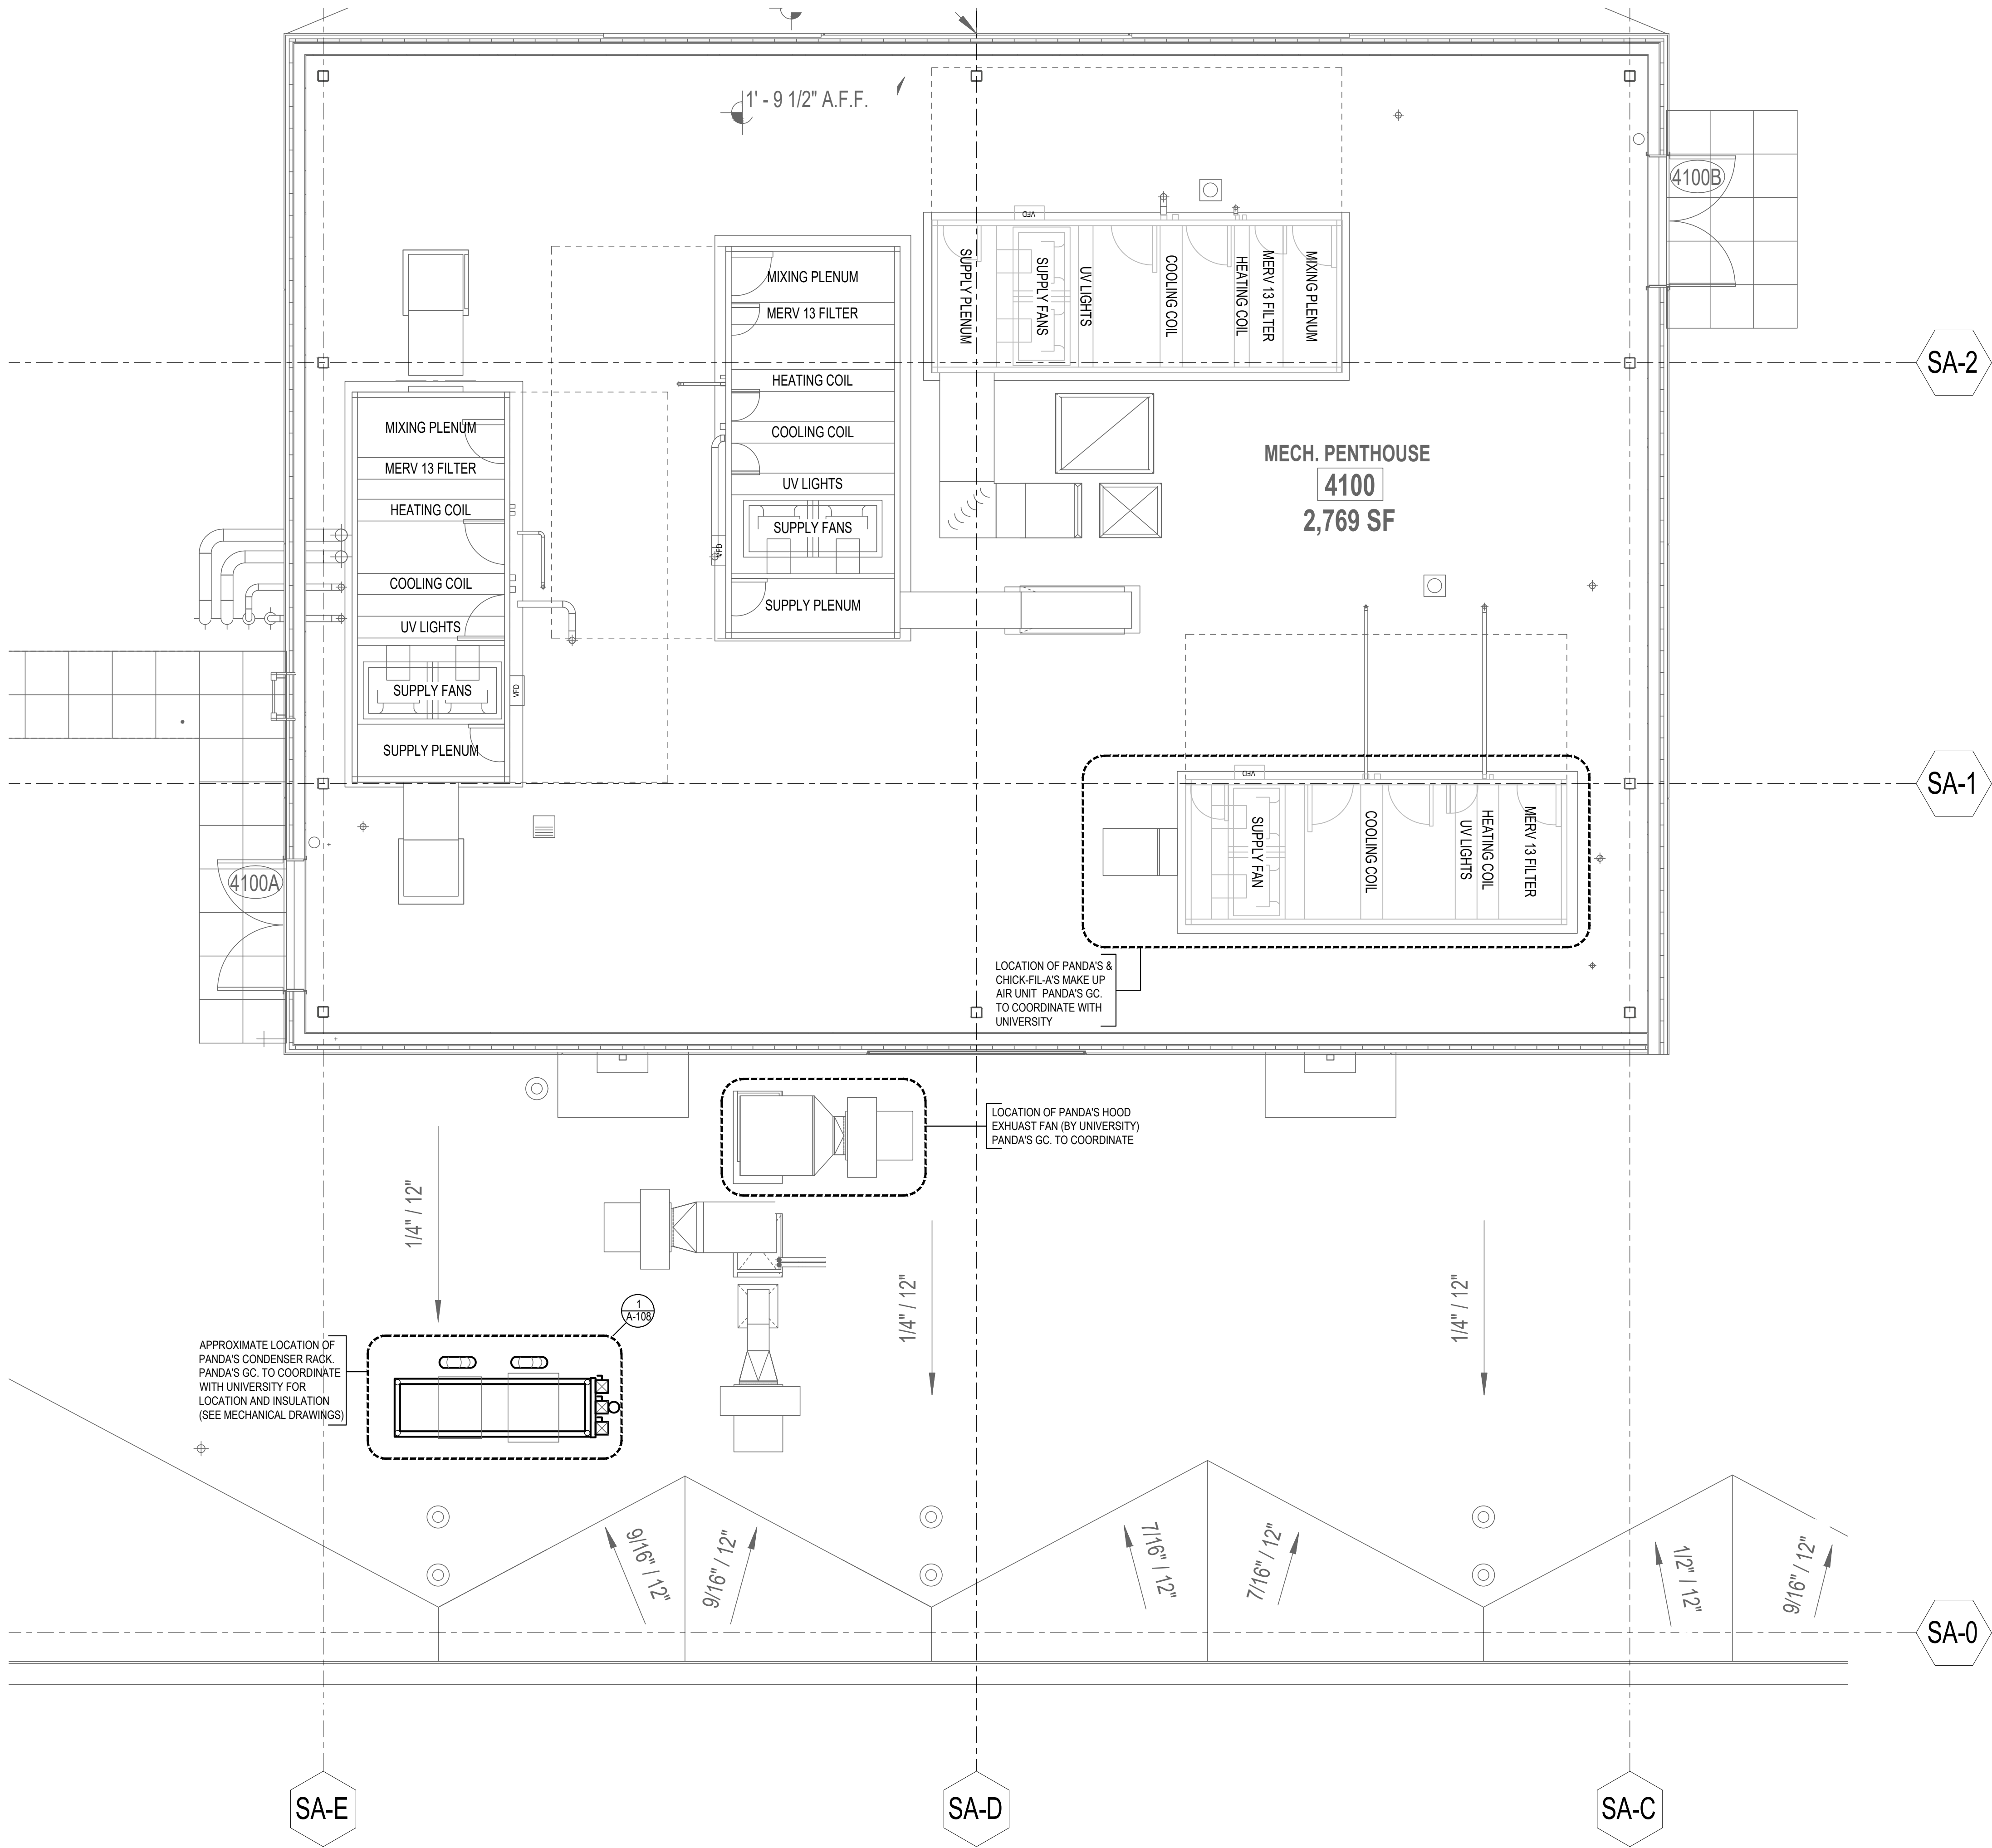 1' - 9 1/2" A.F.F.
4100B
VFD
SUPPLY PLENUM
SUPPLY FANS
UV LIGHTS
COOLING COIL
HEATING COIL
MERV 13 FILTER
MIXING PLENUM
MIXING PLENUM
MERV 13 FILTER
HEATING COIL
COOLING COIL
UV LIGHTS
SUPPLY FANS
VFD
SUPPLY PLENUM
SA-2
MIXING PLENUM
MERV 13 FILTER
HEATING COIL
COOLING COIL
UV LIGHTS
SUPPLY FANS
VFD
SUPPLY PLENUM
MECH. PENTHOUSE
4100
2,769 SF
SA-1
VFD
SUPPLY FAN
COOLING COIL
UV LIGHTS
HEATING COIL
MERV 13 FILTER
4100A
LOCATION OF PANDA'S &
CHICK-FIL-A'S MAKE UP
AIR UNIT PANDA'S GC.
TO COORDINATE WITH
UNIVERSITY
LOCATION OF PANDA'S HOOD
EXHUAST FAN (BY UNIVERSITY)
PANDA'S GC. TO COORDINATE
1/4" / 12"
1/4" / 12"
1/4" / 12"
1
A-108
APPROXIMATE LOCATION OF
PANDA'S CONDENSER RACK.
PANDA'S GC. TO COORDINATE
WITH UNIVERSITY FOR
LOCATION AND INSULATION
(SEE MECHANICAL DRAWINGS)
9/16" / 12"
9/16" / 12"
7/16" / 12"
7/16" / 12"
1/2" / 12"
9/16" / 12"
SA-0
SA-E
SA-D
SA-C